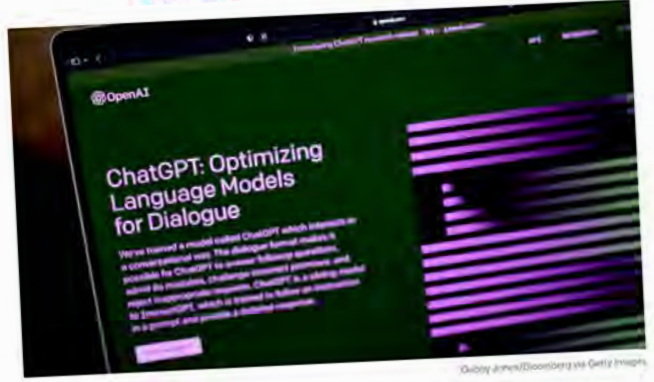 OpenAI
ChatGPT: Optimizing
Language Models
for Dialogue
We've trained a model called ChatGPT which interacts in
a conversational way. The dialogue format makes it
possible for ChatGPT to answer followup questions,
admit its mistakes, challenge incorrect premises, and
reject inappropriate requests. ChatGPT is a sibling model
to InstructGPT, which is trained to follow an instruction
in a prompt and provide a detailed response.
Gabby Jones/Bloomberg via Getty Images